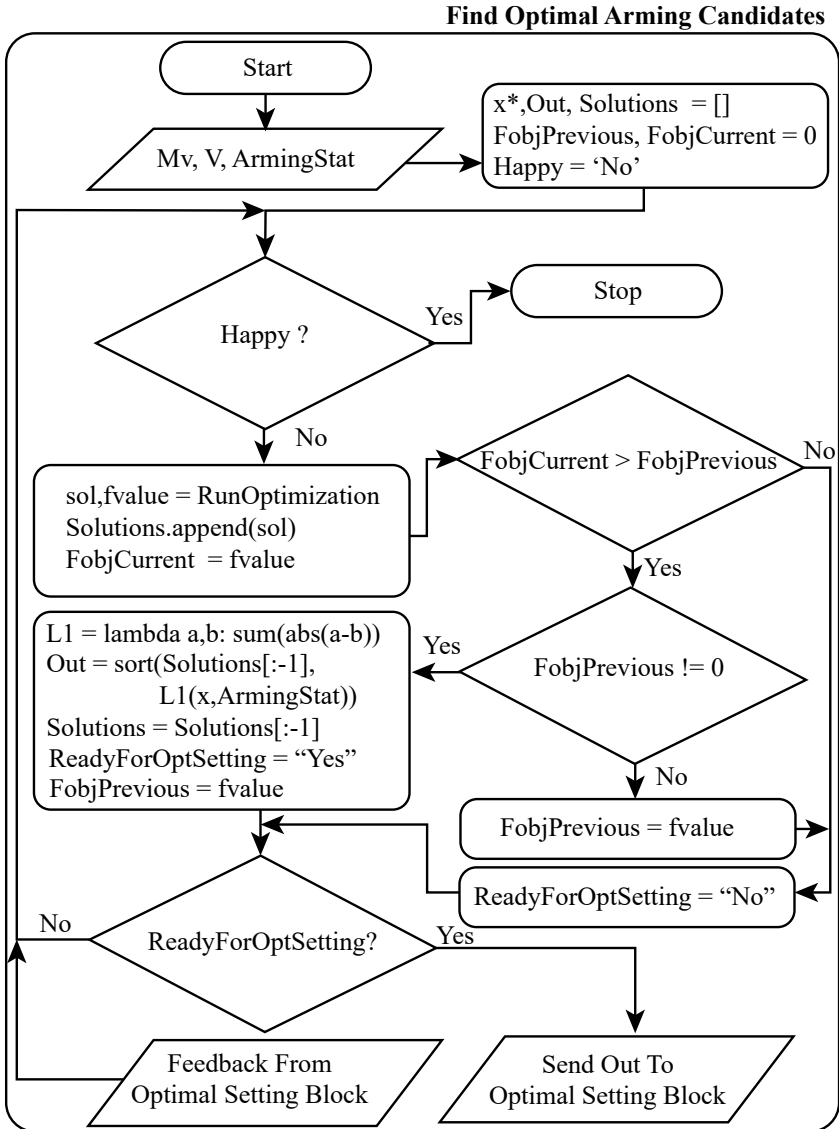 Find Optimal Arming Candidates
Start
Mv, V, ArmingStat
x*,Out, Solutions = []
FobjPrevious, FobjCurrent = 0
Happy = ‘No’
Happy ?
Yes
Stop
No
sol,fvalue = RunOptimization
Solutions.append(sol)
FobjCurrent = fvalue
FobjCurrent > FobjPrevious
No
Yes
FobjPrevious != 0
Yes
L1 = lambda a,b: sum(abs(a-b))
Out = sort(Solutions[:-1],
L1(x,ArmingStat))
Solutions = Solutions[:-1]
ReadyForOptSetting = “Yes”
FobjPrevious = fvalue
No
FobjPrevious = fvalue
ReadyForOptSetting = “No”
ReadyForOptSetting?
No
Yes
Feedback From
Optimal Setting Block
Send Out To
Optimal Setting Block